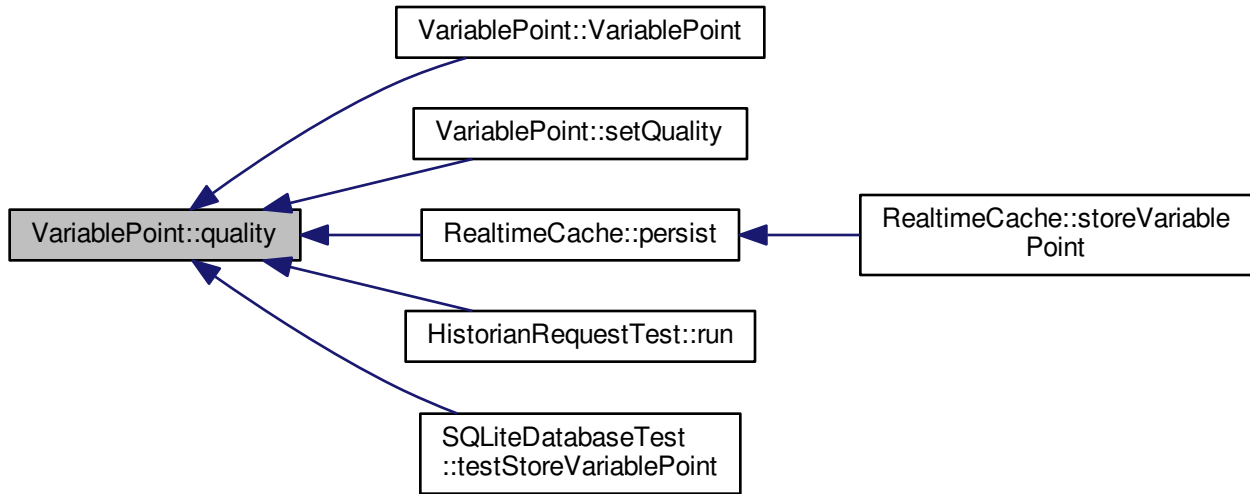 VariablePoint::VariablePoint
VariablePoint::setQuality
VariablePoint::quality
RealtimeCache::persist
RealtimeCache::storeVariable
Point
HistorianRequestTest::run
SQLiteDatabaseTest
::testStoreVariablePoint